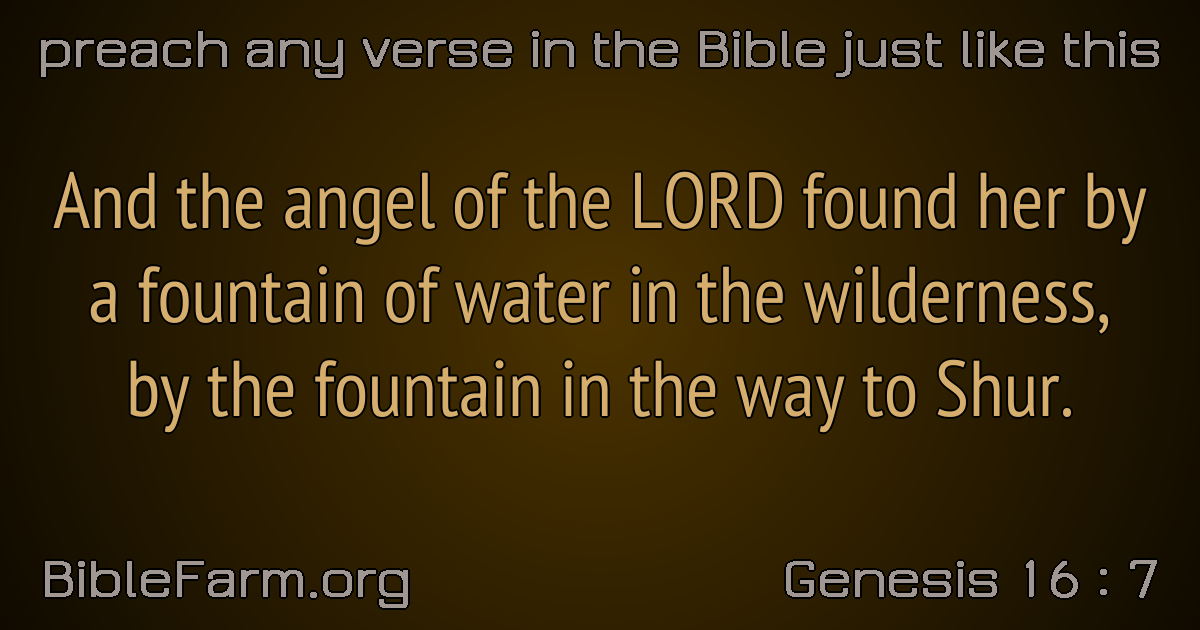 preach any verse in the Bible just like this
And the angel of the LORD found her by
a fountain of water in the wilderness,
by the fountain in the way to Shur.
BibleFarm.org
Genesis 16 : 7